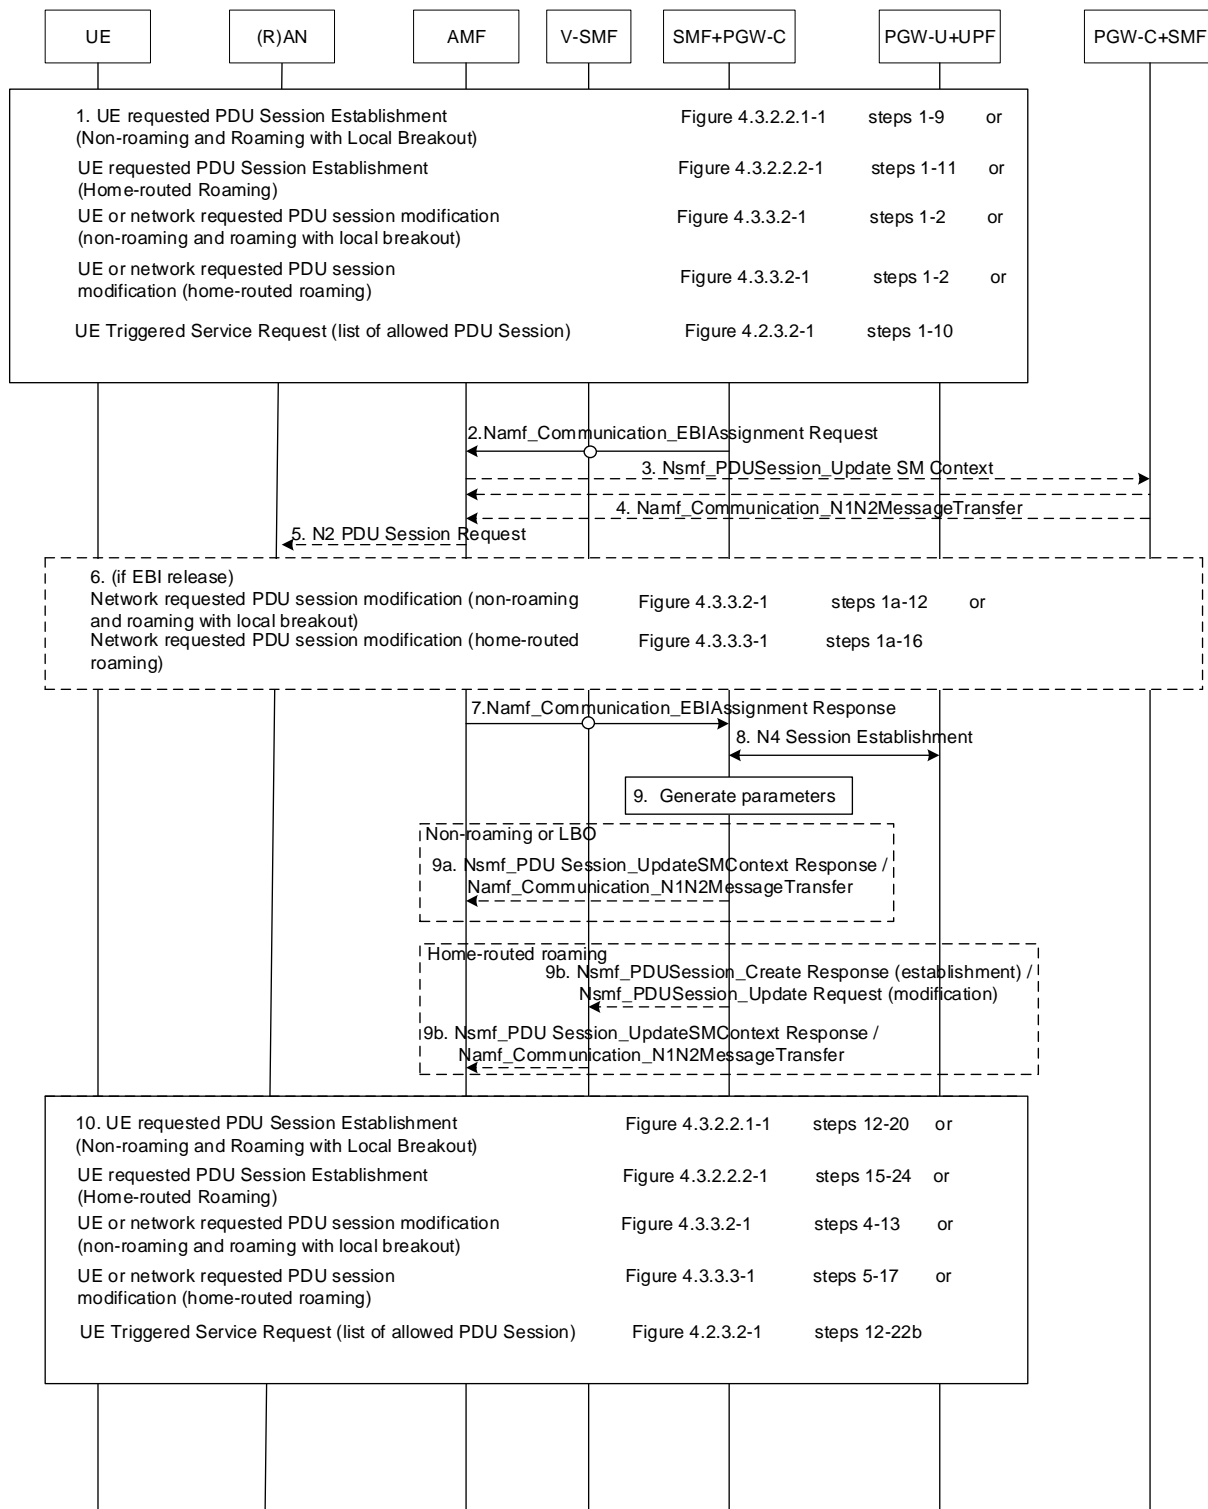 UE (R)AN AMF V-SMF SMF+PGW-C PGW-U+UPF PGW-C+SMF
1. UE requested PDU Session Establishment Figure 4.3.2.2.1-1 steps 1-9 or
(Non-roaming and Roaming with Local Breakout)
UE requested PDU Session Establishment Figure 4.3.2.2.2-1 steps 1-11 or
(Home-routed Roaming)
UE or network requested PDU session modification Figure 4.3.3.2-1 steps 1-2 or
(non-roaming and roaming with local breakout)
UE or network requested PDU session Figure 4.3.3.2-1 steps 1-2 or
modification (home-routed roaming)
UE Triggered Service Request (list of allowed PDU Session) Figure 4.2.3.2-1 steps 1-10
2.Namf_Communication_EBIAssignment Request
3. Nsmf_PDUSession_Update SM Context
4. Namf_Communication_N1N2MessageTransfer
5. N2 PDU Session Request
6. (if EBI release)
Network requested PDU session modification (non-roaming Figure 4.3.3.2-1 steps 1a-12 or
and roaming with local breakout)
Network requested PDU session modification (home-routed Figure 4.3.3.3-1 steps 1a-16
roaming)
7.Namf_Communication_EBIAssignment Response
8. N4 Session Establishment
9. Generate parameters
Non-roaming or LBO
9a. Nsmf_PDU Session_UpdateSMContext Response /
Namf_Communication_N1N2MessageTransfer
Home-routed roaming
9b. Nsmf_PDUSession_Create Response (establishment) /
Nsmf_PDUSession_Update Request (modification)
9b. Nsmf_PDU Session_UpdateSMContext Response /
Namf_Communication_N1N2MessageTransfer
10. UE requested PDU Session Establishment Figure 4.3.2.2.1-1 steps 12-20 or
(Non-roaming and Roaming with Local Breakout)
UE requested PDU Session Establishment Figure 4.3.2.2.2-1 steps 15-24 or
(Home-routed Roaming)
UE or network requested PDU session modification Figure 4.3.3.2-1 steps 4-13 or
(non-roaming and roaming with local breakout)
UE or network requested PDU session Figure 4.3.3.3-1 steps 5-17 or
modification (home-routed roaming)
UE Triggered Service Request (list of allowed PDU Session) Figure 4.2.3.2-1 steps 12-22b